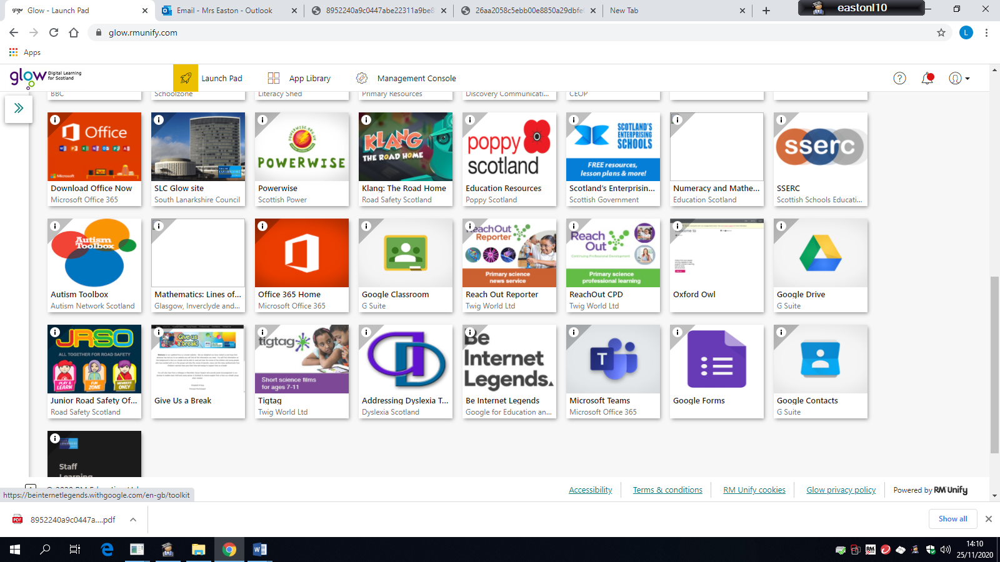 glow Glow - Launch Pad
Email - Mrs Easton - Outlook
8952240a9c0447abe22311a9be8
26aa2058c5ebb00e8850a29dbfe
New Tab
eastonl10
glow.rmunify.com
L
Apps
glow Digital Learning for Scotland
Launch Pad
App Library
Management Console
BBC
Schoolzone
Literacy Shed
Primary Resources
Discovery Communicati...
CEOP
Office
Microsoft
Download Office Now
Microsoft Office 365
SLC Glow site
South Lanarkshire Council
POWERWISE
Powerwise
Scottish Power
KLANG
THE ROAD HOME
Klang: The Road Home
Road Safety Scotland
poppy
scotland
Education Resources
Poppy Scotland
SCOTLAND'S
ENTERPRISING
SCHOOLS
FREE resources,
lesson plans & more!
Scotland's Enterprisin...
Scottish Government
Numeracy and Mathe...
Education Scotland
sserc
SSERC
Scottish Schools Educati...
Autism
Toolbox
Autism Toolbox
Autism Network Scotland
Mathematics: Lines of...
Glasgow, Inverclyde and...
Office 365 Home
Microsoft Office 365
Google Classroom
G Suite
ReachOut
Reporter
Primary science
news service
Reach Out Reporter
Twig World Ltd
Reach
Out
Continuing Professional Development
Primary science
professional learning
ReachOut CPD
Twig World Ltd
Oxford Owl
Google Drive
G Suite
JRSO
ALL TOGETHER FOR ROAD SAFETY
PLAY &
LEARN
FUN
ZONE
MEMBERS
ONLY
Junior Road Safety Of...
Road Safety Scotland
Give us
a break!
Give Us a Break
tigtag
Short science films
for ages 7-11
Tigtag
Twig World Ltd
Addressing Dyslexia T...
Dyslexia Scotland
Be
Internet
Legends.
Be Internet Legends
Google for Education an...
T
Microsoft Teams
Microsoft Office 365
Google Forms
Google Contacts
G Suite
Staff
Learning
Accessibility
Terms & conditions
RM Unify cookies
Glow privacy policy
Powered by RM Unify
https://beinternetlegends.withgoogle.com/en-gb/toolkit
PDF 8952240a9c0447a....pdf
Show all
14:10
25/11/2020